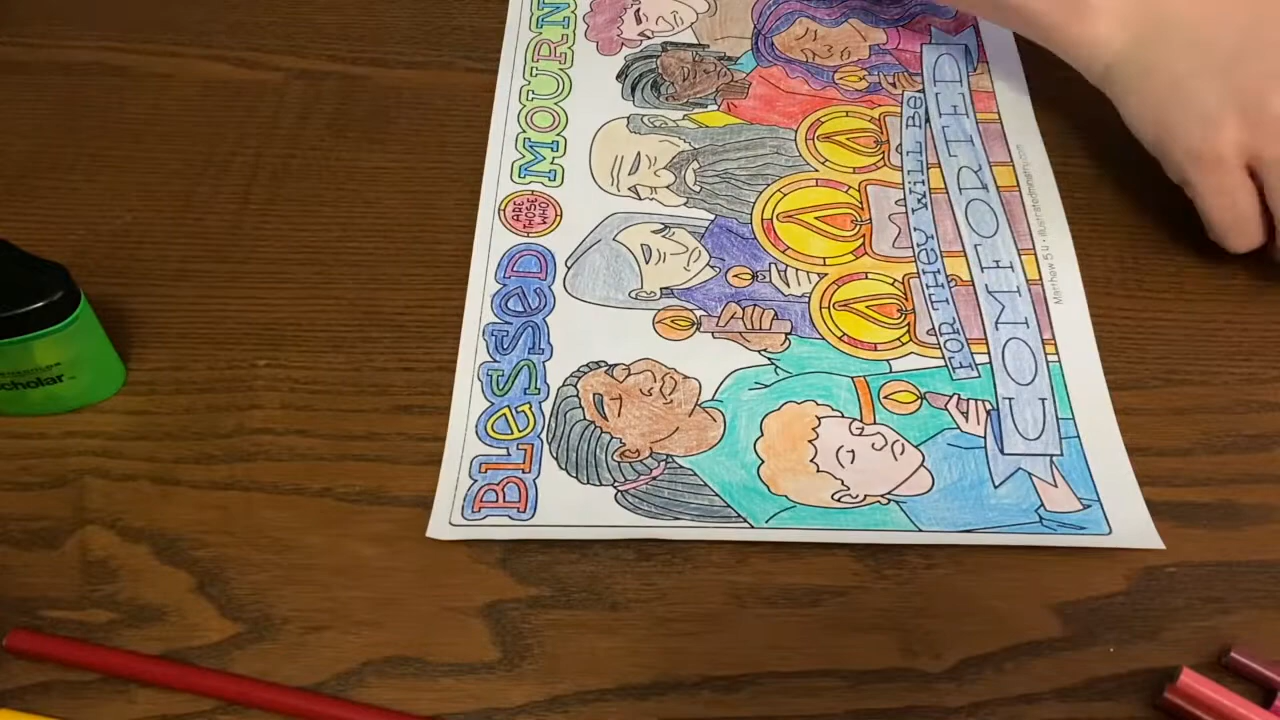 BLesseD
ARE
THOSE
WHO
MOURN
FOR THEY WiLL Be
COMFORTED
Matthew 5:4 • illustratedministry.com
scholar